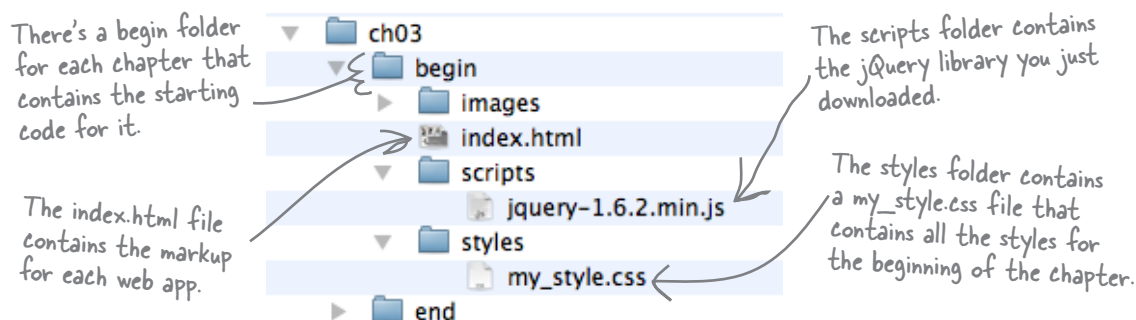 There's a begin folder
for each chapter that
contains the starting
code for it.
The index.html file
contains the markup
for each web app.
ch03
begin
images
index.html
scripts
jquery-1.6.2.min.js
styles
my_style.css
end
The scripts folder contains
the jQuery library you just
downloaded.
The styles folder contains
a my_style.css file that
contains all the styles for
the beginning of the chapter.